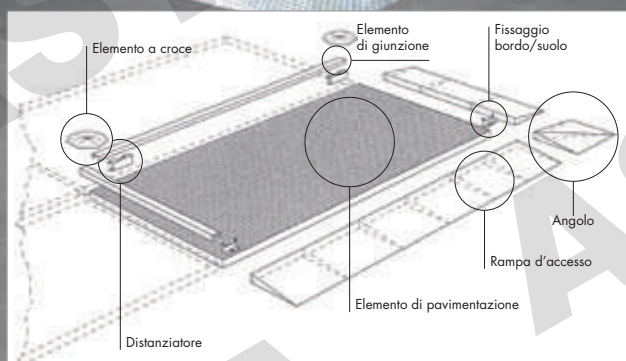 Elemento a croce
Elemento
di giunzione
Fissaggio
bordo/suolo
Angolo
Rampa d'accesso
Elemento di pavimentazione
Distanziatore